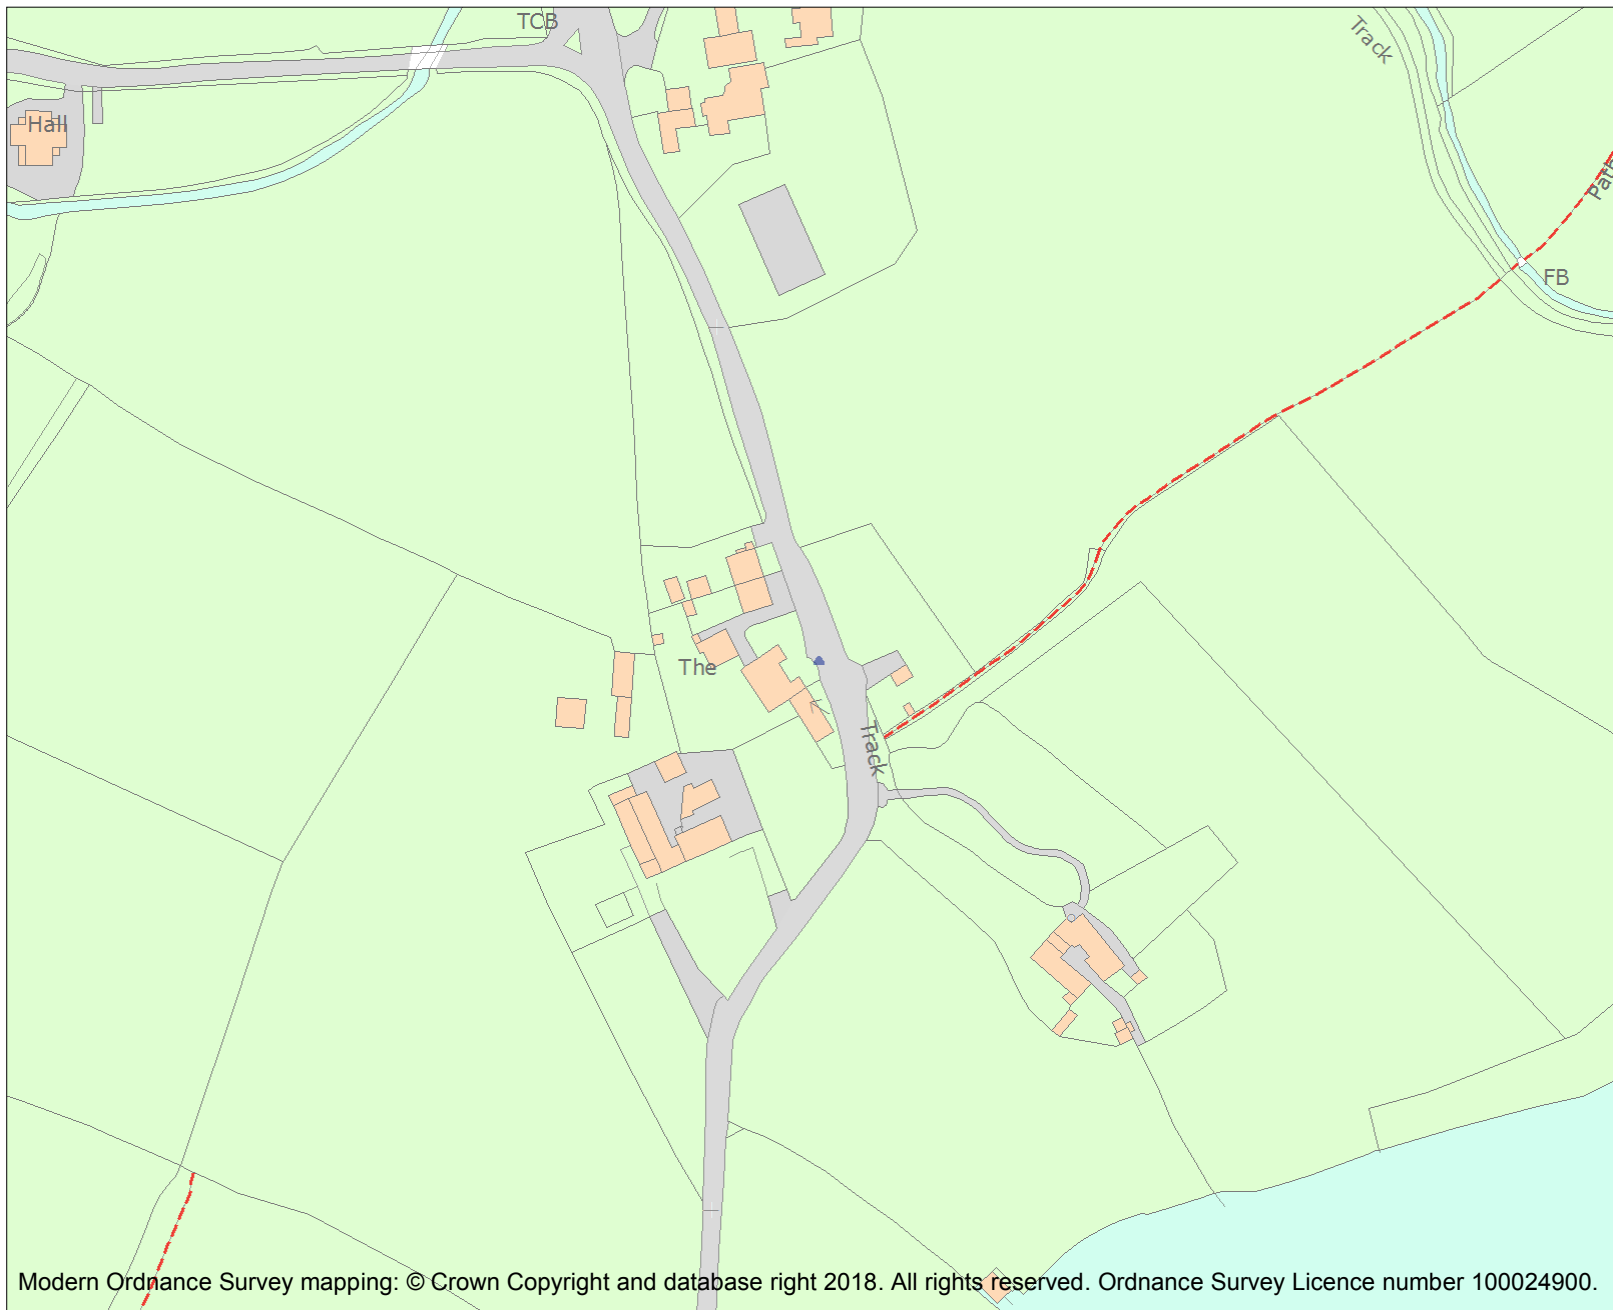 TCB
Track
Hall
Path
FB
The
Track
Modern Ordnance Survey mapping: © Crown Copyright and database right 2018. All rights reserved. Ordnance Survey Licence number 100024900.